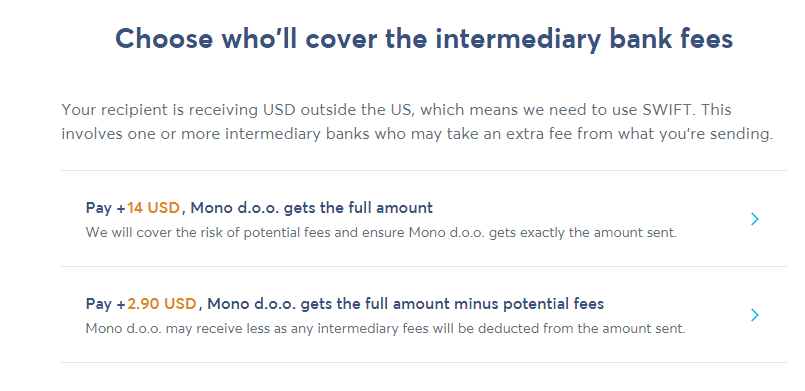 Choose who'll cover the intermediary bank fees
Your recipient is receiving USD outside the US, which means we need to use SWIFT. This
involves one or more intermediary banks who may take an extra fee from what you're sending.
Pay +14 USD, Mono d.o.o. gets the full amount
We will cover the risk of potential fees and ensure Mono d.o.o. gets exactly the amount sent.
Pay +2.90 USD, Mono d.o.o. gets the full amount minus potential fees
Mono d.o.o. may receive less as any intermediary fees will be deducted from the amount sent.